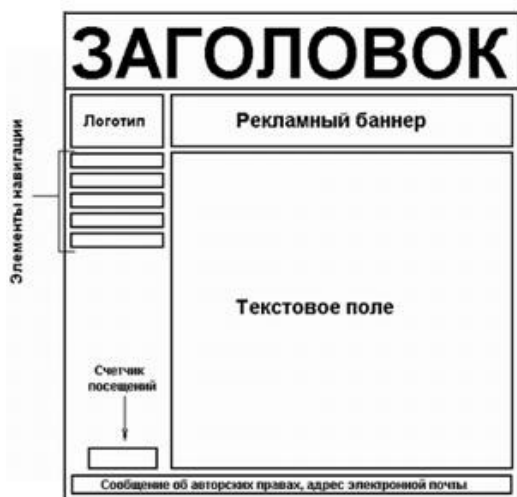 ЗАГОЛОВОК
Логотип
Рекламный баннер
Элементы навигации
Текстовое поле
Счетчик
посещений
Сообщение об авторских правах, адрес электронной почты